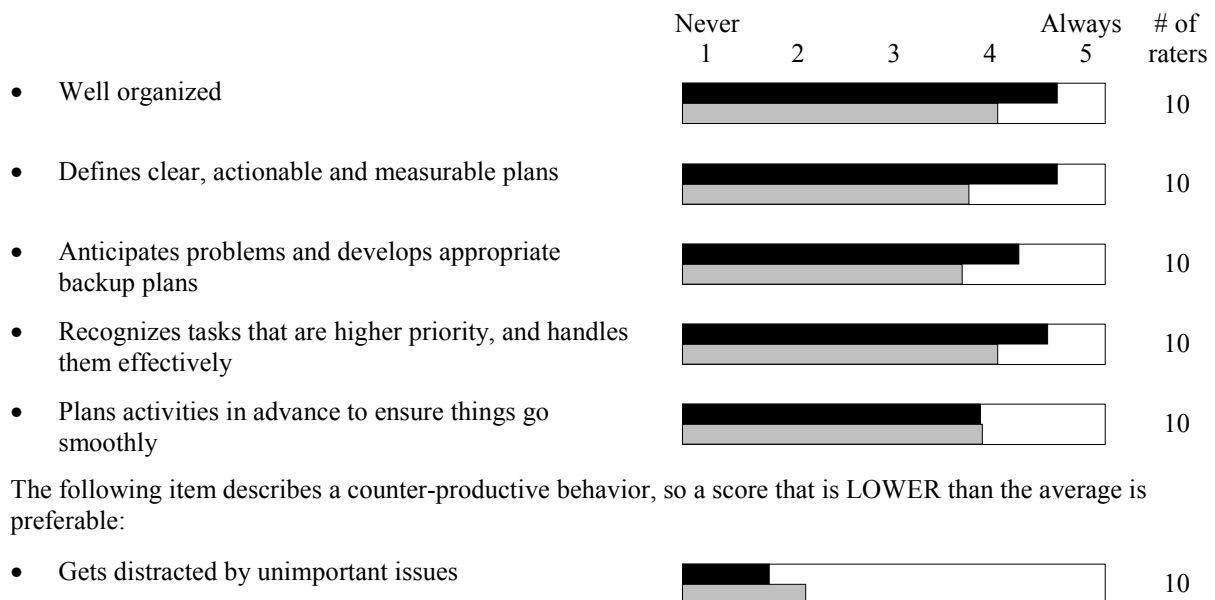 Never Always # of
1 2 3 4 5 raters
• Well organized 10
• Defines clear, actionable and measurable plans 10
• Anticipates problems and develops appropriate
backup plans 10
• Recognizes tasks that are higher priority, and handles
them effectively 10
• Plans activities in advance to ensure things go
smoothly 10
The following item describes a counter-productive behavior, so a score that is LOWER than the average is
preferable:
• Gets distracted by unimportant issues 10